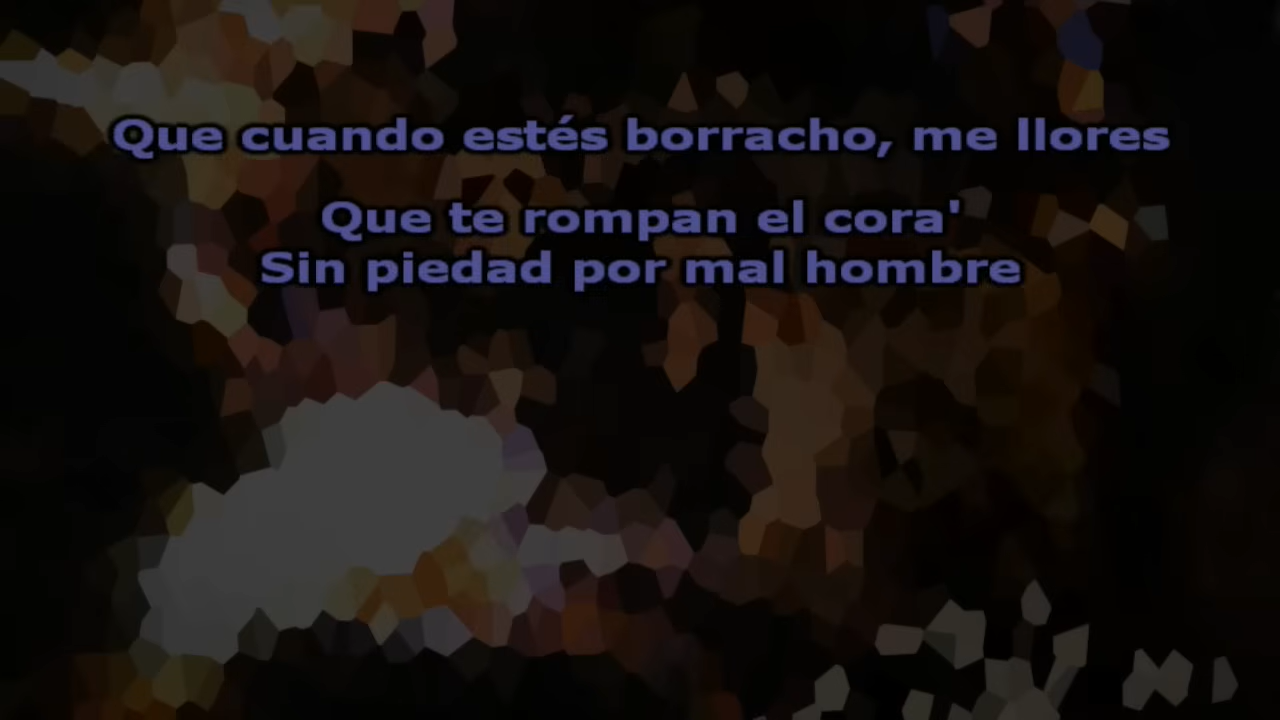 Que cuando estés borracho, me llores
Que te rompan el cora'
Sin piedad por mal hombre